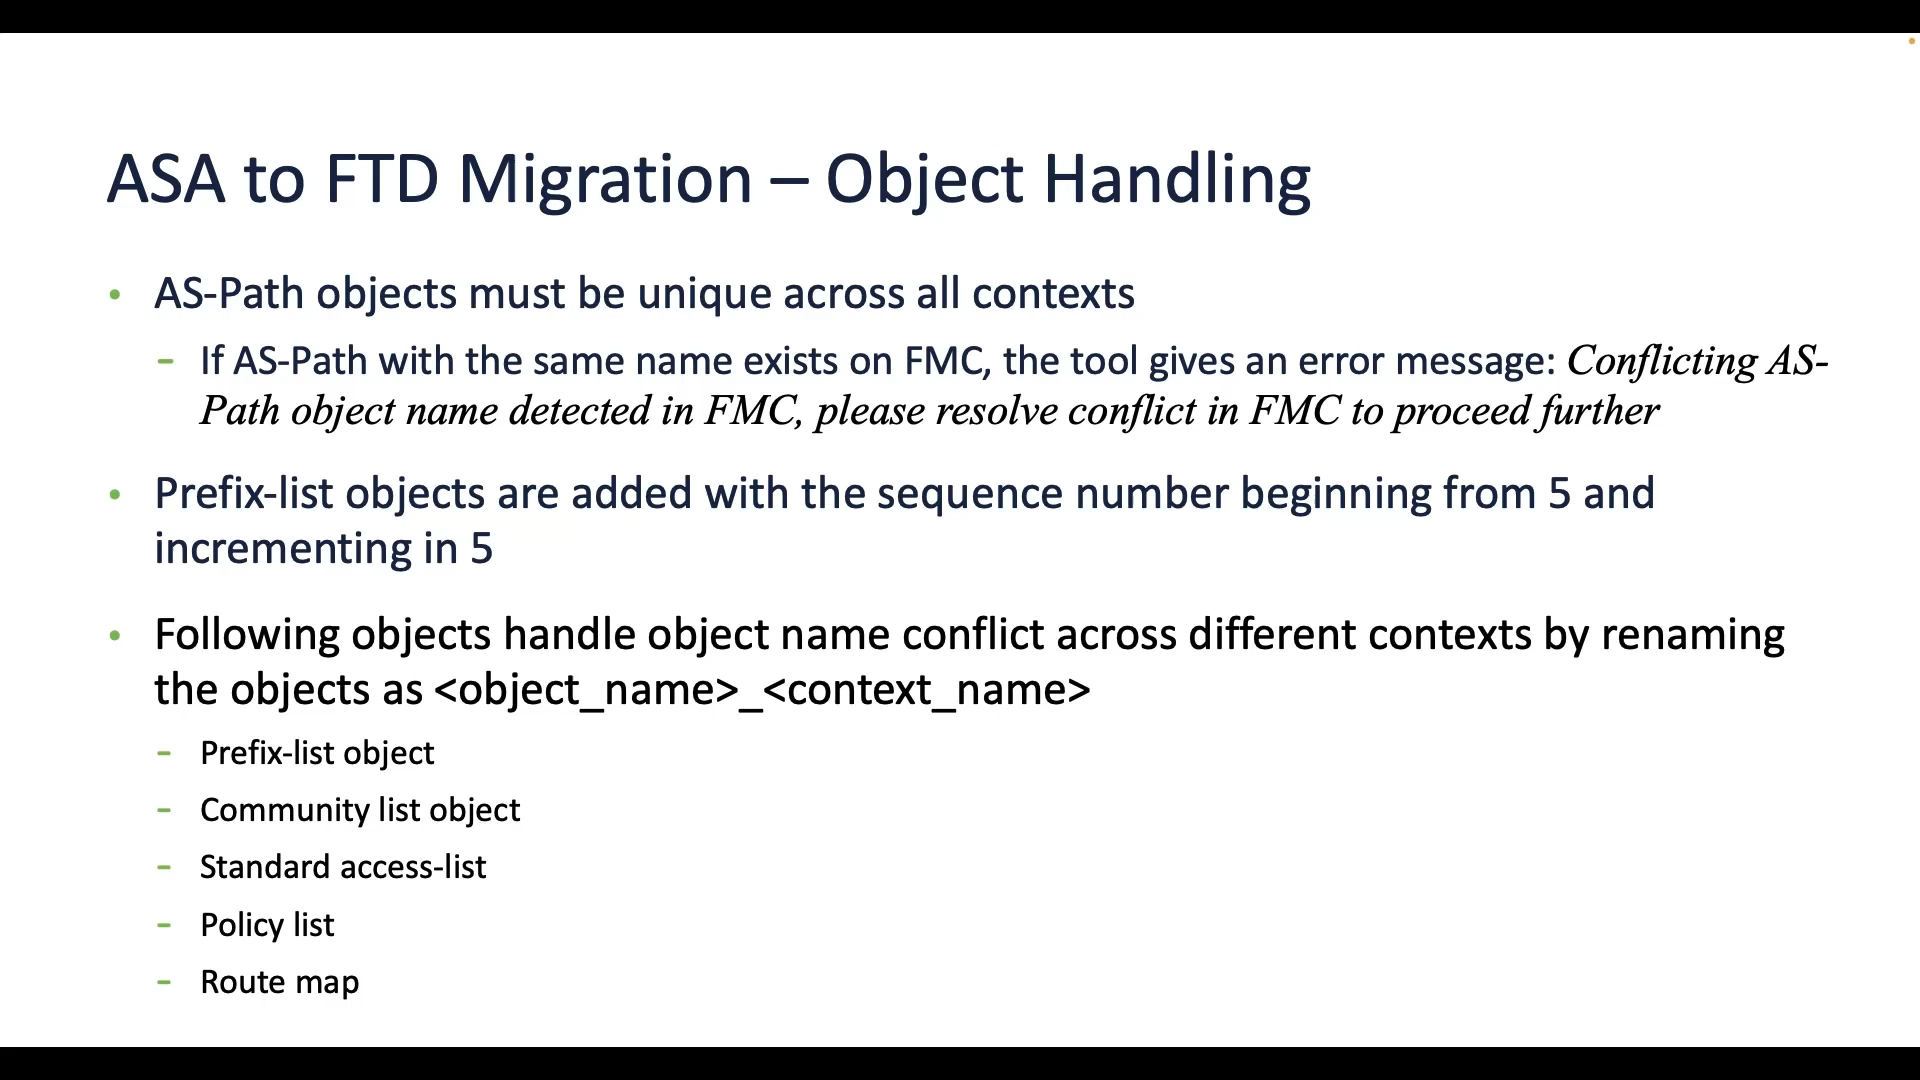 ASA to FTD Migration – Object Handling
• AS-Path objects must be unique across all contexts
– If AS-Path with the same name exists on FMC, the tool gives an error message: Conflicting AS-
Path object name detected in FMC, please resolve conflict in FMC to proceed further
• Prefix-list objects are added with the sequence number beginning from 5 and
incrementing in 5
• Following objects handle object name conflict across different contexts by renaming
the objects as <object_name>_<context_name>
– Prefix-list object
– Community list object
– Standard access-list
– Policy list
– Route map